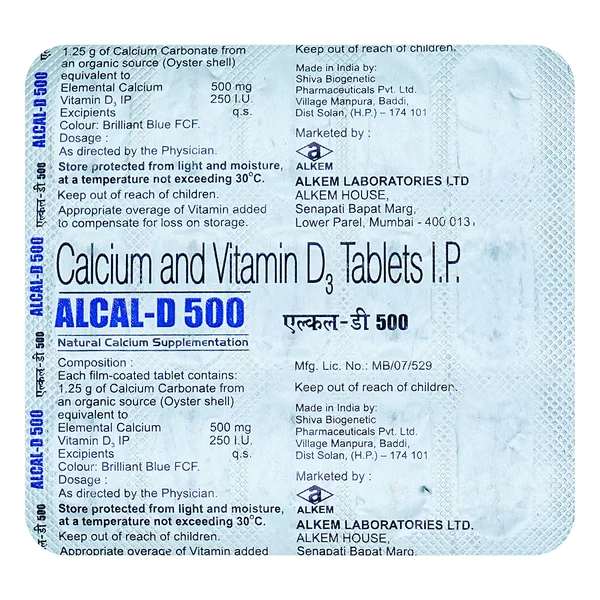 1.25 g of Calcium Carbonate from
an organic source (Oyster shell)
equivalent to
Elemental Calcium 500 mg
Vitamin D3 IP 250 I.U.
Excipients q.s.
Colour: Brilliant Blue FCF.
Dosage :
As directed by the Physician.
Store protected from light and moisture,
at a temperature not exceeding 30°C.
Keep out of reach of children.
Appropriate overage of Vitamin added
to compensate for loss on storage.
Keep out of reach of children.
Made in India by:
Shiva Biogenetic
Pharmaceuticals Pvt. Ltd.
Village Manpura, Baddi,
Dist Solan, (H.P.) – 174 101
Marketed by :
a
ALKEM
ALKEM LABORATORIES LTD
ALKEM HOUSE,
Senapati Bapat Marg,
Lower Parel, Mumbai - 400 013
Calcium and Vitamin D3 Tablets I.P.
ALCAL-D 500 एल्कल-डी 500
Natural Calcium Supplementation
Composition :
Each film-coated tablet contains:
1.25 g of Calcium Carbonate from
an organic source (Oyster shell)
equivalent to
Elemental Calcium 500 mg
Vitamin D3 IP 250 I.U.
Excipients q.s.
Colour: Brilliant Blue FCF.
Dosage :
As directed by the Physician.
Store protected from light and moisture,
at a temperature not exceeding 30°C.
Keep out of reach of children.
Appropriate overage of Vitamin added
Mfg. Lic. No.: MB/07/529
Keep out of reach of children.
Made in India by:
Shiva Biogenetic
Pharmaceuticals Pvt. Ltd.
Village Manpura, Baddi,
Dist Solan, (H.P.) – 174 101
Marketed by :
a
ALKEM
ALKEM LABORATORIES LTD.
ALKEM HOUSE,
Senapati Bapat Marg,
ALCAL-D 500
एल्कल-डी 500
ALCAL-D 500
एल्कल-डी 500
ALCAL-D 500